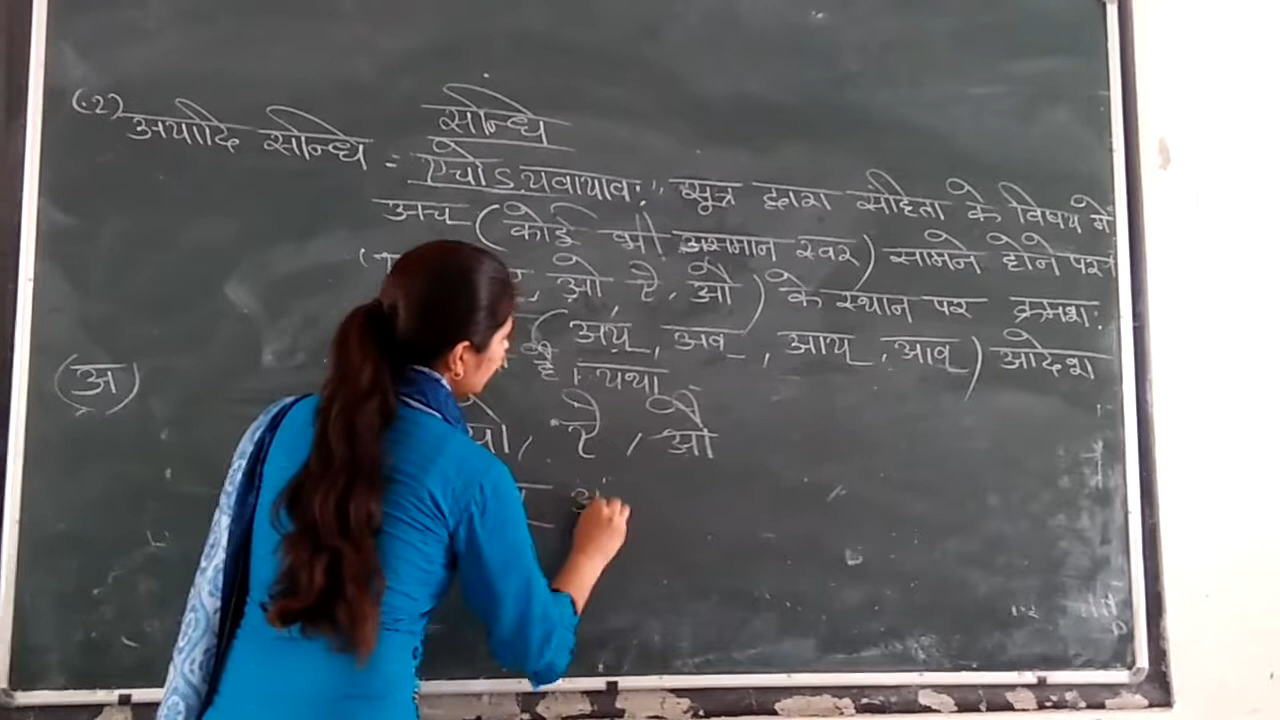 सन्धि
(2) अयादि सन्धि = एचोऽयवायावः" सूत्र द्वारा संहिता के विषय में
अच् (कोई भी असमान स्वर) सामने होने पर
, ओ, ऐ, औ) के स्थान पर क्रमशः
(अय्, अव्, आय्, आव्) आदेश
है। यथा
(अ)
, ऐ, औ